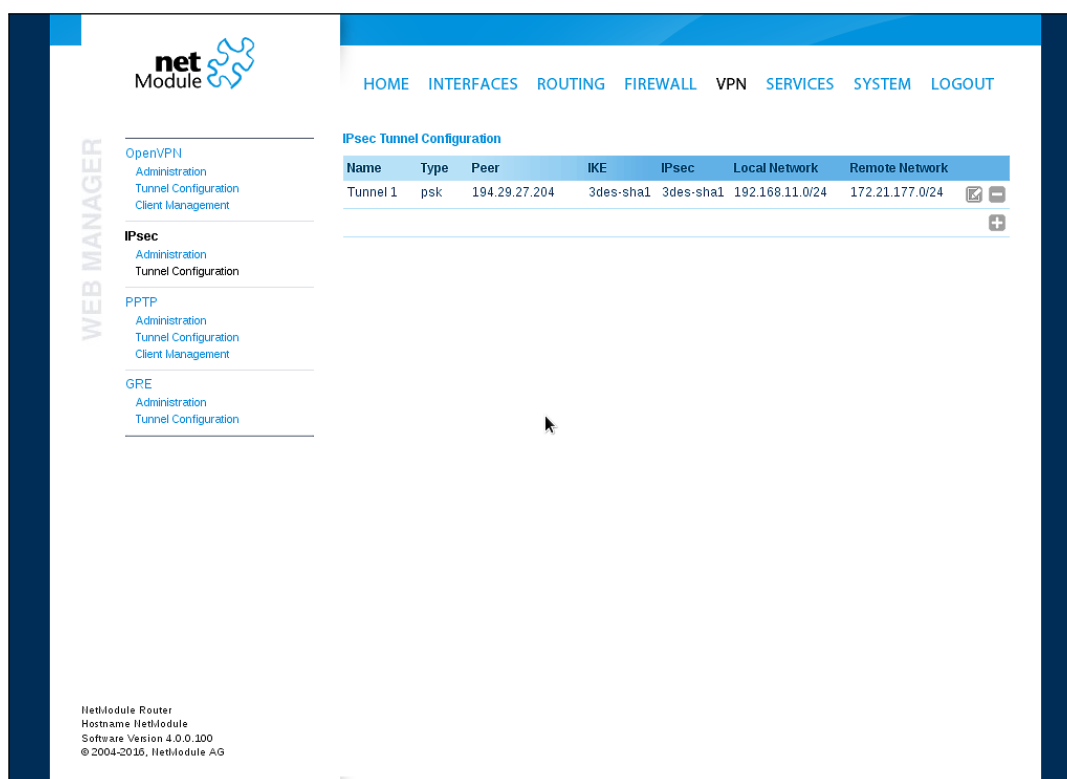 net
Module
HOME INTERFACES ROUTING FIREWALL VPN SERVICES SYSTEM LOGOUT
WEB MANAGER
OpenVPN
Administration
Tunnel Configuration
Client Management
IPsec
Administration
Tunnel Configuration
PPTP
Administration
Tunnel Configuration
Client Management
GRE
Administration
Tunnel Configuration
IPsec Tunnel Configuration
Name Type Peer IKE IPsec Local Network Remote Network
Tunnel 1 psk 194.29.27.204 3des-sha1 3des-sha1 192.168.11.0/24 172.21.177.0/24
NetModule Router
Hostname NetModule
Software Version 4.0.0.100
© 2004-2016, NetModule AG